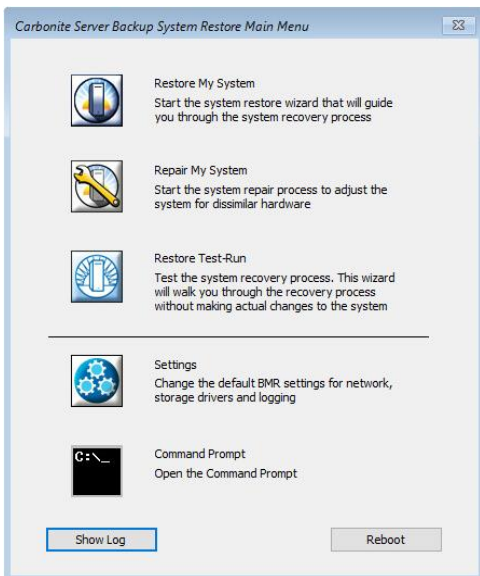 Carbonite Server Backup System Restore Main Menu
Restore My System
Start the system restore wizard that will guide
you through the system recovery process
Repair My System
Start the system repair process to adjust the
system for dissimilar hardware
Restore Test-Run
Test the system recovery process. This wizard
will walk you through the recovery process
without making actual changes to the system
Settings
Change the default BMR settings for network,
storage drivers and logging
C:\_
Command Prompt
Open the Command Prompt
Show Log
Reboot